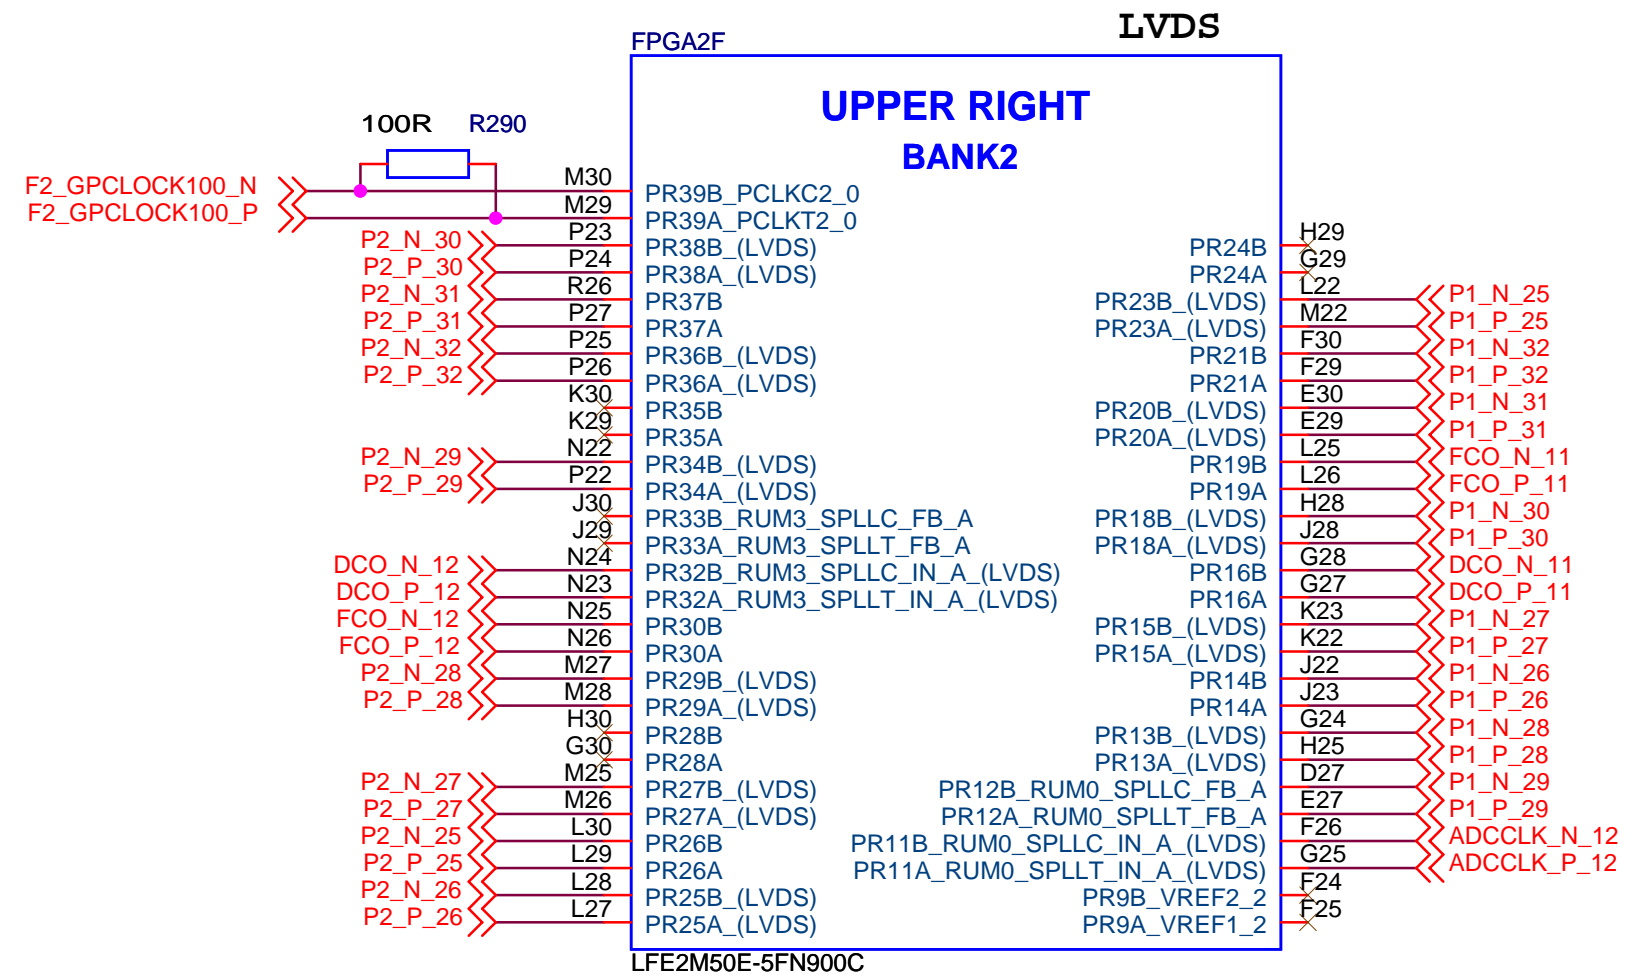 LVDS
FPGA2F
UPPER RIGHT
BANK2
100R R290
F2_GPCLOCK100_N M30 PR39B_PCLKC2_0
F2_GPCLOCK100_P M29 PR39A_PCLKT2_0
P2_N_30 P23 PR38B_(LVDS) PR24B H29
P2_P_30 P24 PR38A_(LVDS) PR24A G29
P2_N_31 R26 PR37B PR23B_(LVDS) L22 P1_N_25
P2_P_31 P27 PR37A PR23A_(LVDS) M22 P1_P_25
P2_N_32 P25 PR36B_(LVDS) PR21B F30 P1_N_32
P2_P_32 P26 PR36A_(LVDS) PR21A F29 P1_P_32
K30 PR35B PR20B_(LVDS) E30 P1_N_31
K29 PR35A PR20A_(LVDS) E29 P1_P_31
P2_N_29 N22 PR34B_(LVDS) PR19B L25 FCO_N_11
P2_P_29 P22 PR34A_(LVDS) PR19A L26 FCO_P_11
J30 PR33B_RUM3_SPLLC_FB_A PR18B_(LVDS) H28 P1_N_30
J29 PR33A_RUM3_SPLLT_FB_A PR18A_(LVDS) J28 P1_P_30
DCO_N_12 N24 PR32B_RUM3_SPLLC_IN_A_(LVDS) PR16B G28 DCO_N_11
DCO_P_12 N23 PR32A_RUM3_SPLLT_IN_A_(LVDS) PR16A G27 DCO_P_11
FCO_N_12 N25 PR30B PR15B_(LVDS) K23 P1_N_27
FCO_P_12 N26 PR30A PR15A_(LVDS) K22 P1_P_27
P2_N_28 M27 PR29B_(LVDS) PR14B J22 P1_N_26
P2_P_28 M28 PR29A_(LVDS) PR14A J23 P1_P_26
H30 PR28B PR13B_(LVDS) G24 P1_N_28
G30 PR28A PR13A_(LVDS) H25 P1_P_28
P2_N_27 M25 PR27B_(LVDS) PR12B_RUM0_SPLLC_FB_A D27 P1_N_29
P2_P_27 M26 PR27A_(LVDS) PR12A_RUM0_SPLLT_FB_A E27 P1_P_29
P2_N_25 L30 PR26B PR11B_RUM0_SPLLC_IN_A_(LVDS) F26 ADCCLK_N_12
P2_P_25 L29 PR26A PR11A_RUM0_SPLLT_IN_A_(LVDS) G25 ADCCLK_P_12
P2_N_26 L28 PR25B_(LVDS) PR9B_VREF2_2 F24
P2_P_26 L27 PR25A_(LVDS) PR9A_VREF1_2 F25
LFE2M50E-5FN900C